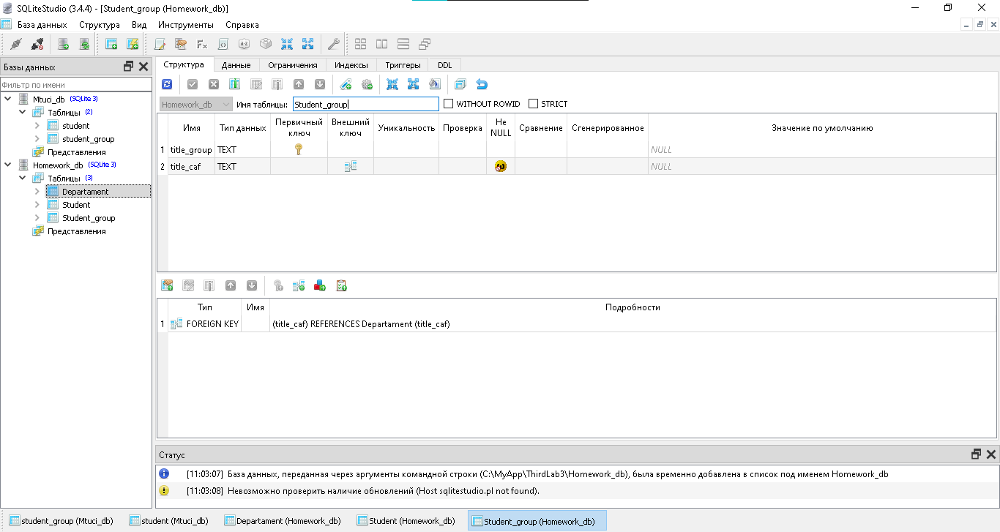 SQLiteStudio (3.4.4) - [Student_group (Homework_db)]
База данных Структура Вид Инструменты Справка
Базы данных
Фильтр по имени
Mtuci_db (SQLite 3)
Таблицы (2)
student
student_group
Представления
Homework_db (SQLite 3)
Таблицы (3)
Departament
Student
Student_group
Представления
Структура Данные Ограничения Индексы Триггеры DDL
Homework_db Имя таблицы: Student_group WITHOUT ROWID STRICT
Имя Тип данных Первичный ключ Внешний ключ Уникальность Проверка Не NULL Сравнение Сгенерированное Значение по умолчанию
1 title_group TEXT NULL
2 title_caf TEXT NULL
Тип Имя Подробности
1 FOREIGN KEY (title_caf) REFERENCES Departament (title_caf)
Статус
[11:03:07] База данных, переданная через аргументы командной строки (C:\MyApp\ThirdLab3\Homework_db), была временно добавлена в список под именем Homework_db
[11:03:08] Невозможно проверить наличие обновлений (Host sqlitestudio.pl not found).
student_group (Mtuci_db) student (Mtuci_db) Departament (Homework_db) Student (Homework_db) Student_group (Homework_db)